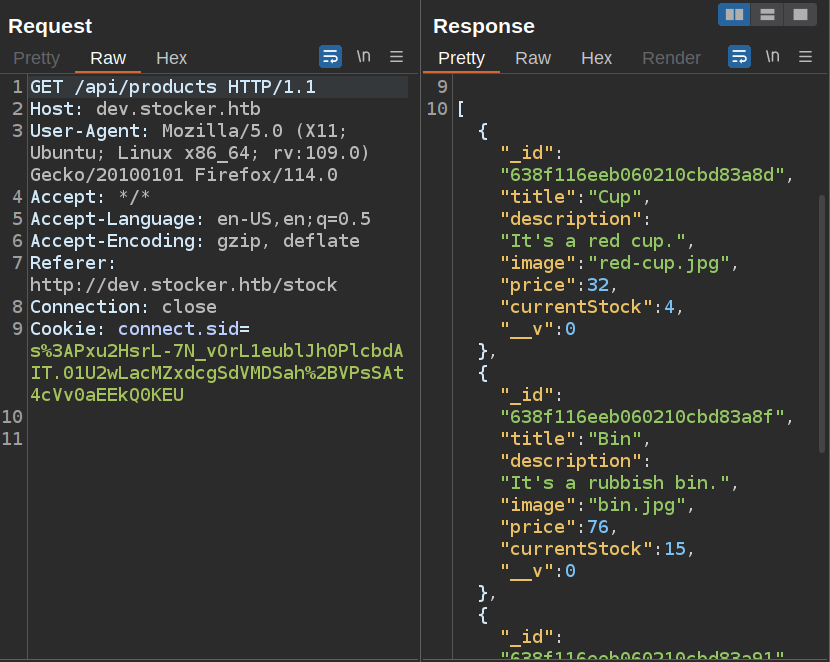 Request
Pretty Raw Hex \n
1 GET /api/products HTTP/1.1
2 Host: dev.stocker.htb
3 User-Agent: Mozilla/5.0 (X11;
Ubuntu; Linux x86_64; rv:109.0)
Gecko/20100101 Firefox/114.0
4 Accept: */*
5 Accept-Language: en-US,en;q=0.5
6 Accept-Encoding: gzip, deflate
7 Referer:
http://dev.stocker.htb/stock
8 Connection: close
9 Cookie: connect.sid=
s%3APxu2HsrL-7N_vOrL1eublJh0PlcbdA
IT.01U2wLacMZxdcgSdVMDSah%2BVPsSAt
4cVv0aEEkQ0KEU
10
11
Response
Pretty Raw Hex Render \n
9
10 [
{
"_id":
"638f116eeb060210cbd83a8d",
"title":"Cup",
"description":
"It's a red cup.",
"image":"red-cup.jpg",
"price":32,
"currentStock":4,
"__v":0
},
{
"_id":
"638f116eeb060210cbd83a8f",
"title":"Bin",
"description":
"It's a rubbish bin.",
"image":"bin.jpg",
"price":76,
"currentStock":15,
"__v":0
},
{
"_id":
"638f116eeb060210cbd83a91"